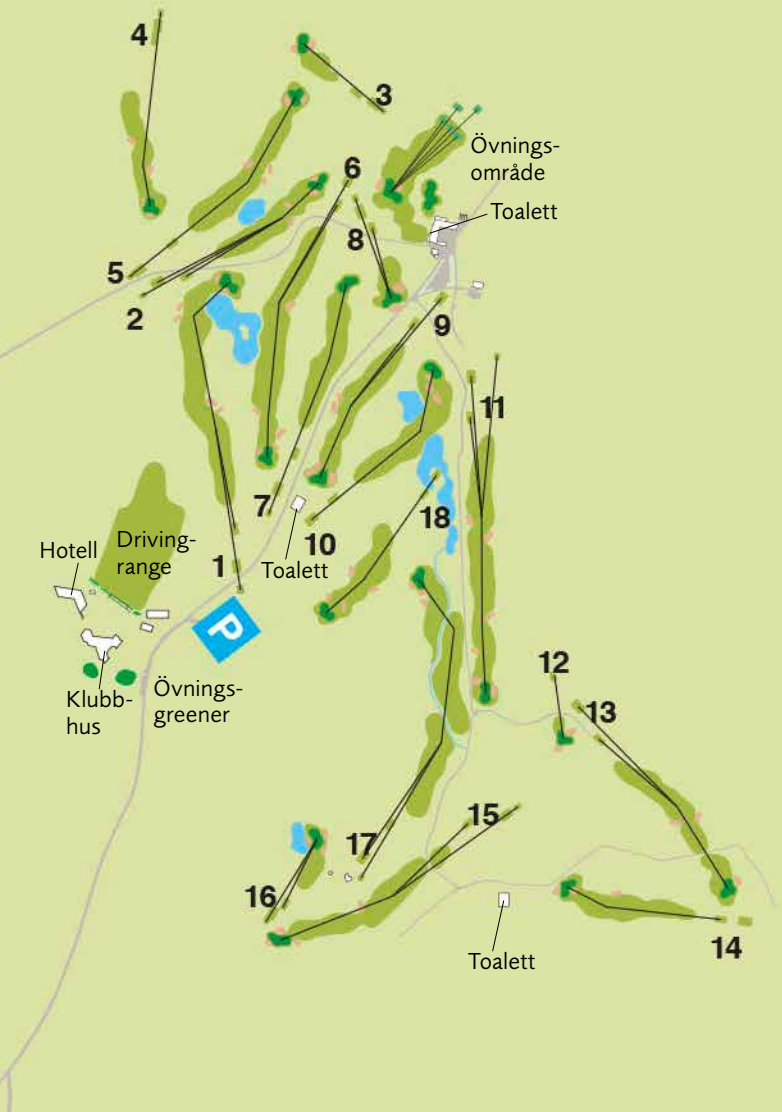 4
3
Övnings-
område
6
Toalett
8
5
2
9
11
7
18
10
Toalett
1
Driving-
range
Hotell
P
12
Klubb-
hus
Övnings-
greener
13
15
17
16
14
Toalett